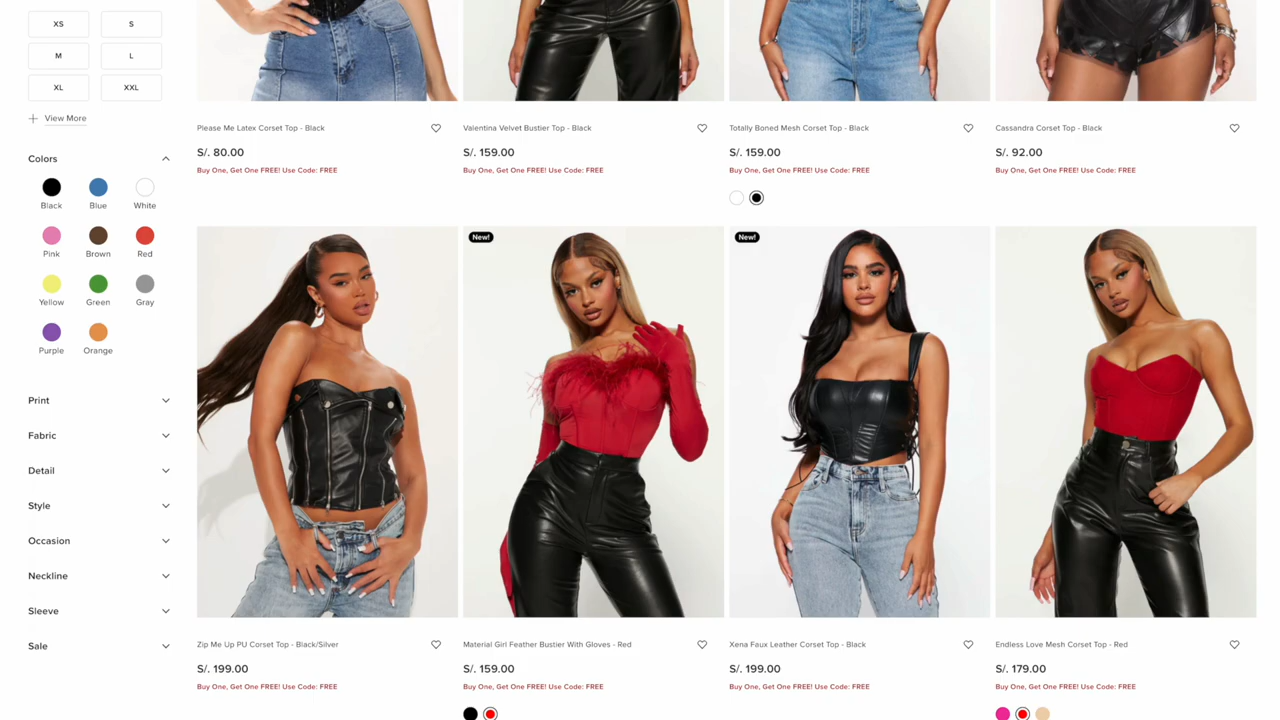 XS S
M L
XL XXL
View More
Colors
Black Blue White
Pink Brown Red
Yellow Green Gray
Purple Orange
Print
Fabric
Detail
Style
Occasion
Neckline
Sleeve
Sale
Please Me Latex Corset Top - Black
S/. 80.00
Buy One, Get One FREE! Use Code: FREE
Valentina Velvet Bustier Top - Black
S/. 159.00
Buy One, Get One FREE! Use Code: FREE
Totally Boned Mesh Corset Top - Black
S/. 159.00
Buy One, Get One FREE! Use Code: FREE
Cassandra Corset Top - Black
S/. 92.00
Buy One, Get One FREE! Use Code: FREE
Zip Me Up PU Corset Top - Black/Silver
S/. 199.00
Buy One, Get One FREE! Use Code: FREE
New!
Material Girl Feather Bustier With Gloves - Red
S/. 159.00
Buy One, Get One FREE! Use Code: FREE
New!
Xena Faux Leather Corset Top - Black
S/. 199.00
Buy One, Get One FREE! Use Code: FREE
Endless Love Mesh Corset Top - Red
S/. 179.00
Buy One, Get One FREE! Use Code: FREE